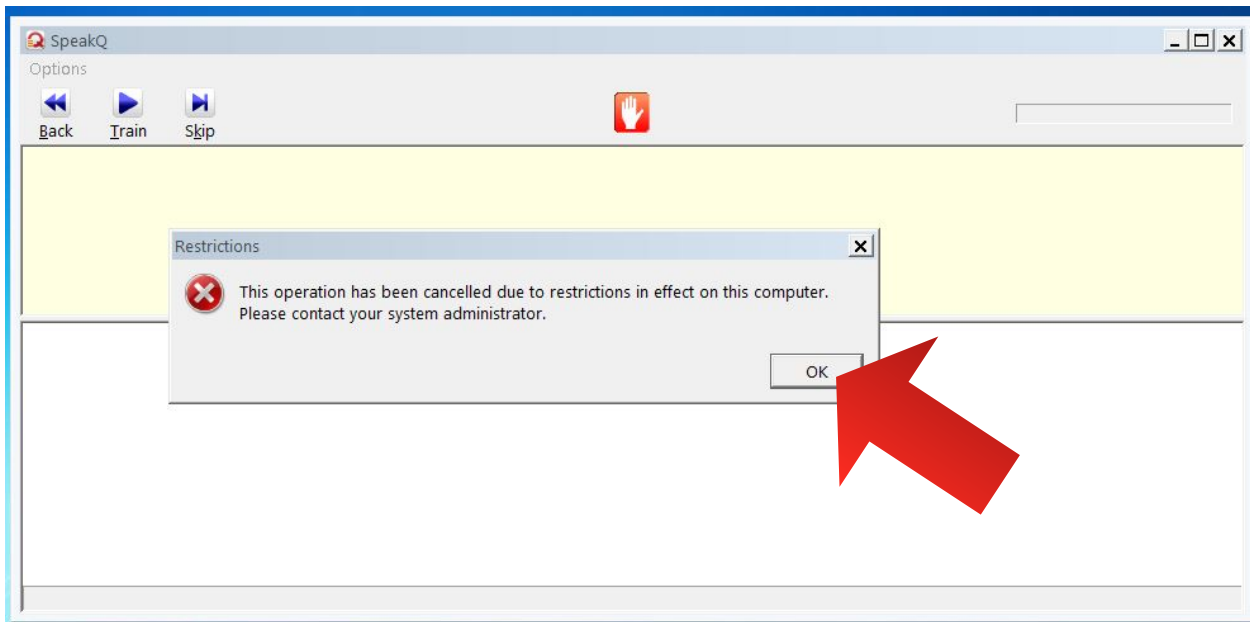 SpeakQ
Options
Back Train Skip
Restrictions
This operation has been cancelled due to restrictions in effect on this computer.
Please contact your system administrator.
OK